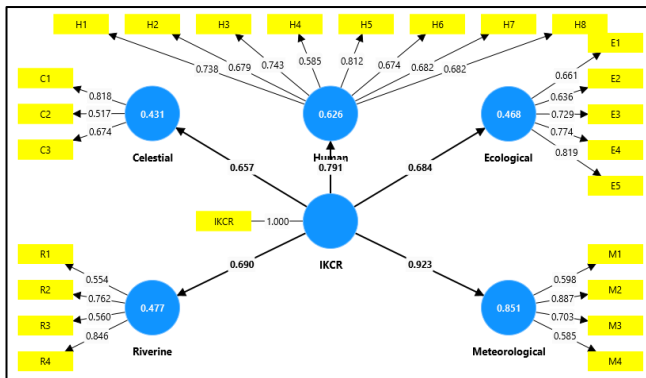 H1 H2 H3 H4 H5 H6 H7 H8
0.738 0.679 0.743 0.585 0.812 0.674 0.682 0.682
C1
C2
C3
0.818
0.517
0.674
0.431
Celestial
0.626
Human
0.468
Ecological
0.661
0.636
0.729
0.774
0.819
E1
E2
E3
E4
E5
0.657
0.791
0.684
IKCR
1.000
IKCR
0.690
0.923
R1
R2
R3
R4
0.554
0.762
0.560
0.846
0.477
Riverine
0.851
Meteorological
0.598
0.887
0.703
0.585
M1
M2
M3
M4